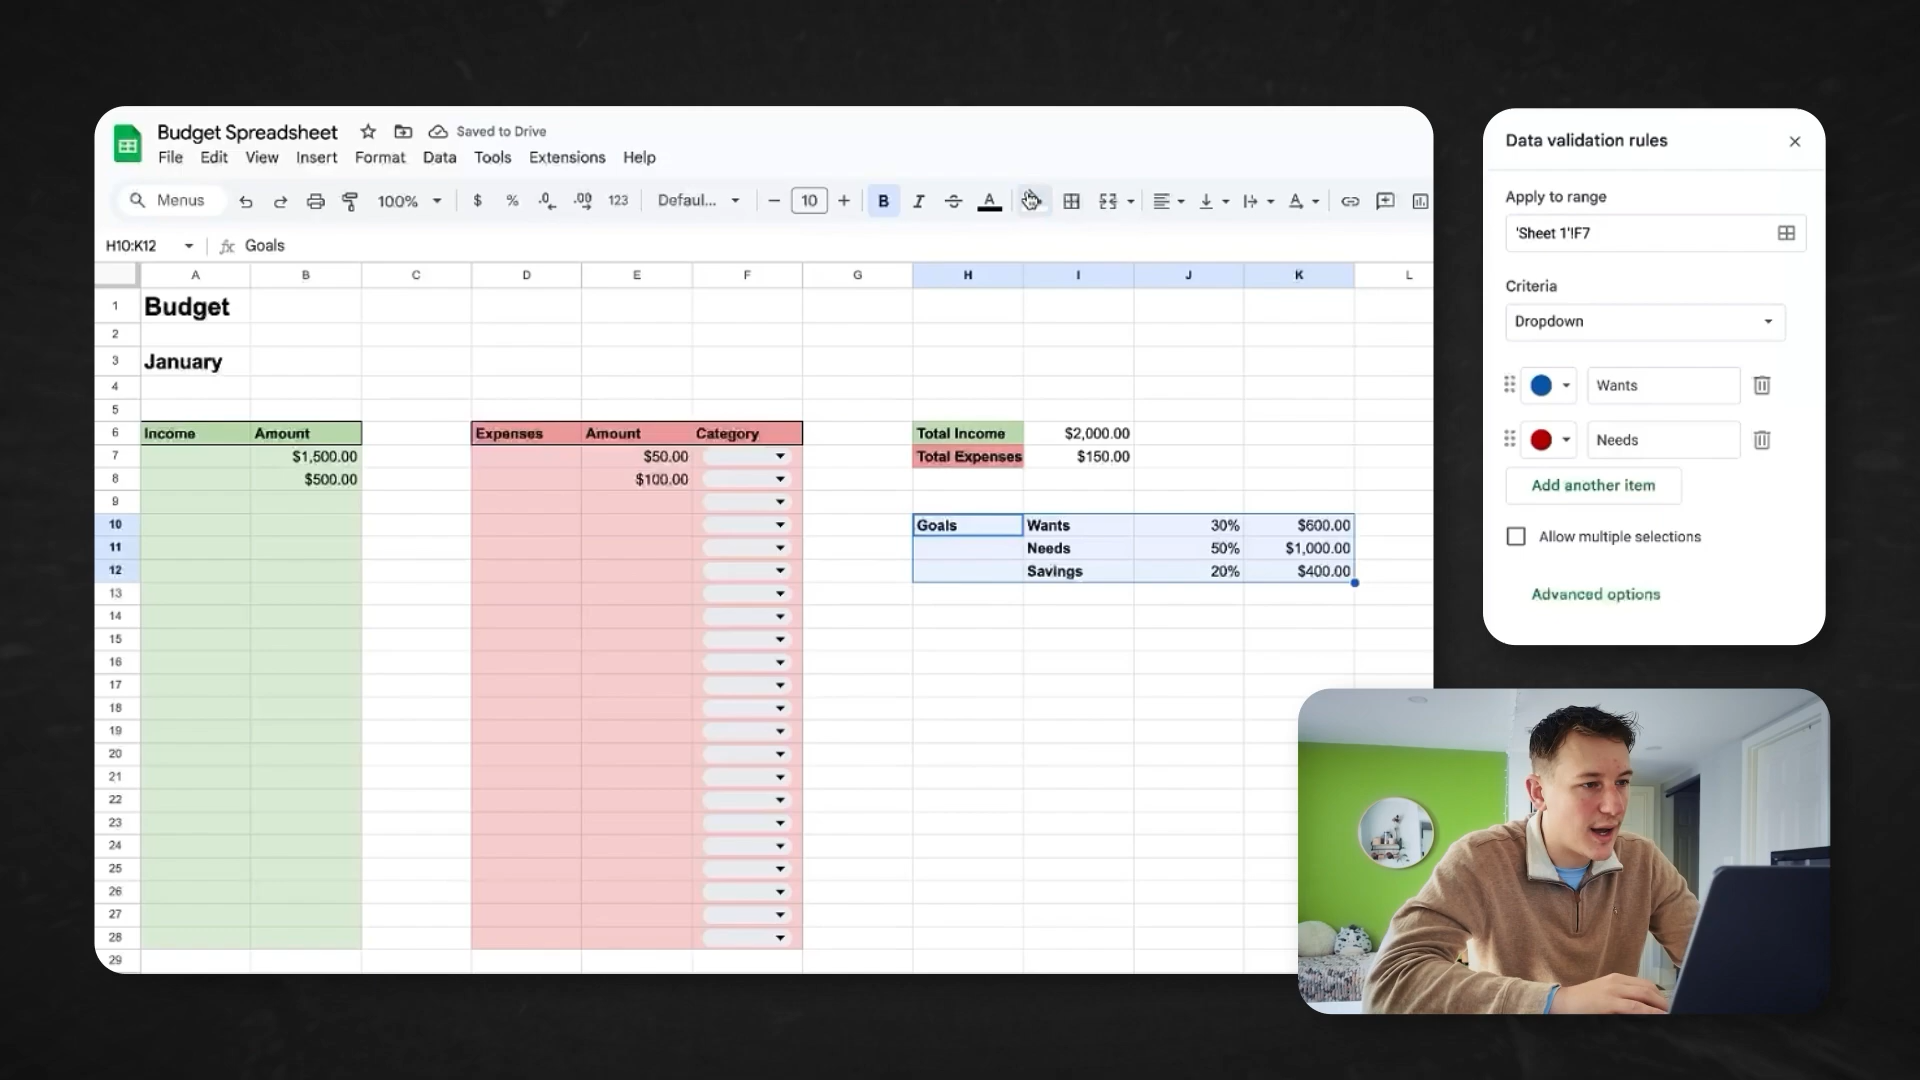 Budget Spreadsheet Saved to Drive
File Edit View Insert Format Data Tools Extensions Help
Menus 100% $ % .0 .00 123 Defaul... 10 B I S A
H10:K12 fx Goals
A B C D E F G H I J K L
1 Budget
2
3 January
4
5
6 Income Amount Expenses Amount Category Total Income $2,000.00
7 $1,500.00 $50.00 Total Expenses $150.00
8 $500.00 $100.00
9
10 Goals Wants 30% $600.00
11 Needs 50% $1,000.00
12 Savings 20% $400.00
13
14
15
16
17
18
19
20
21
22
23
24
25
26
27
28
29
Data validation rules
Apply to range
'Sheet 1'!F7
Criteria
Dropdown
Wants
Needs
Add another item
Allow multiple selections
Advanced options